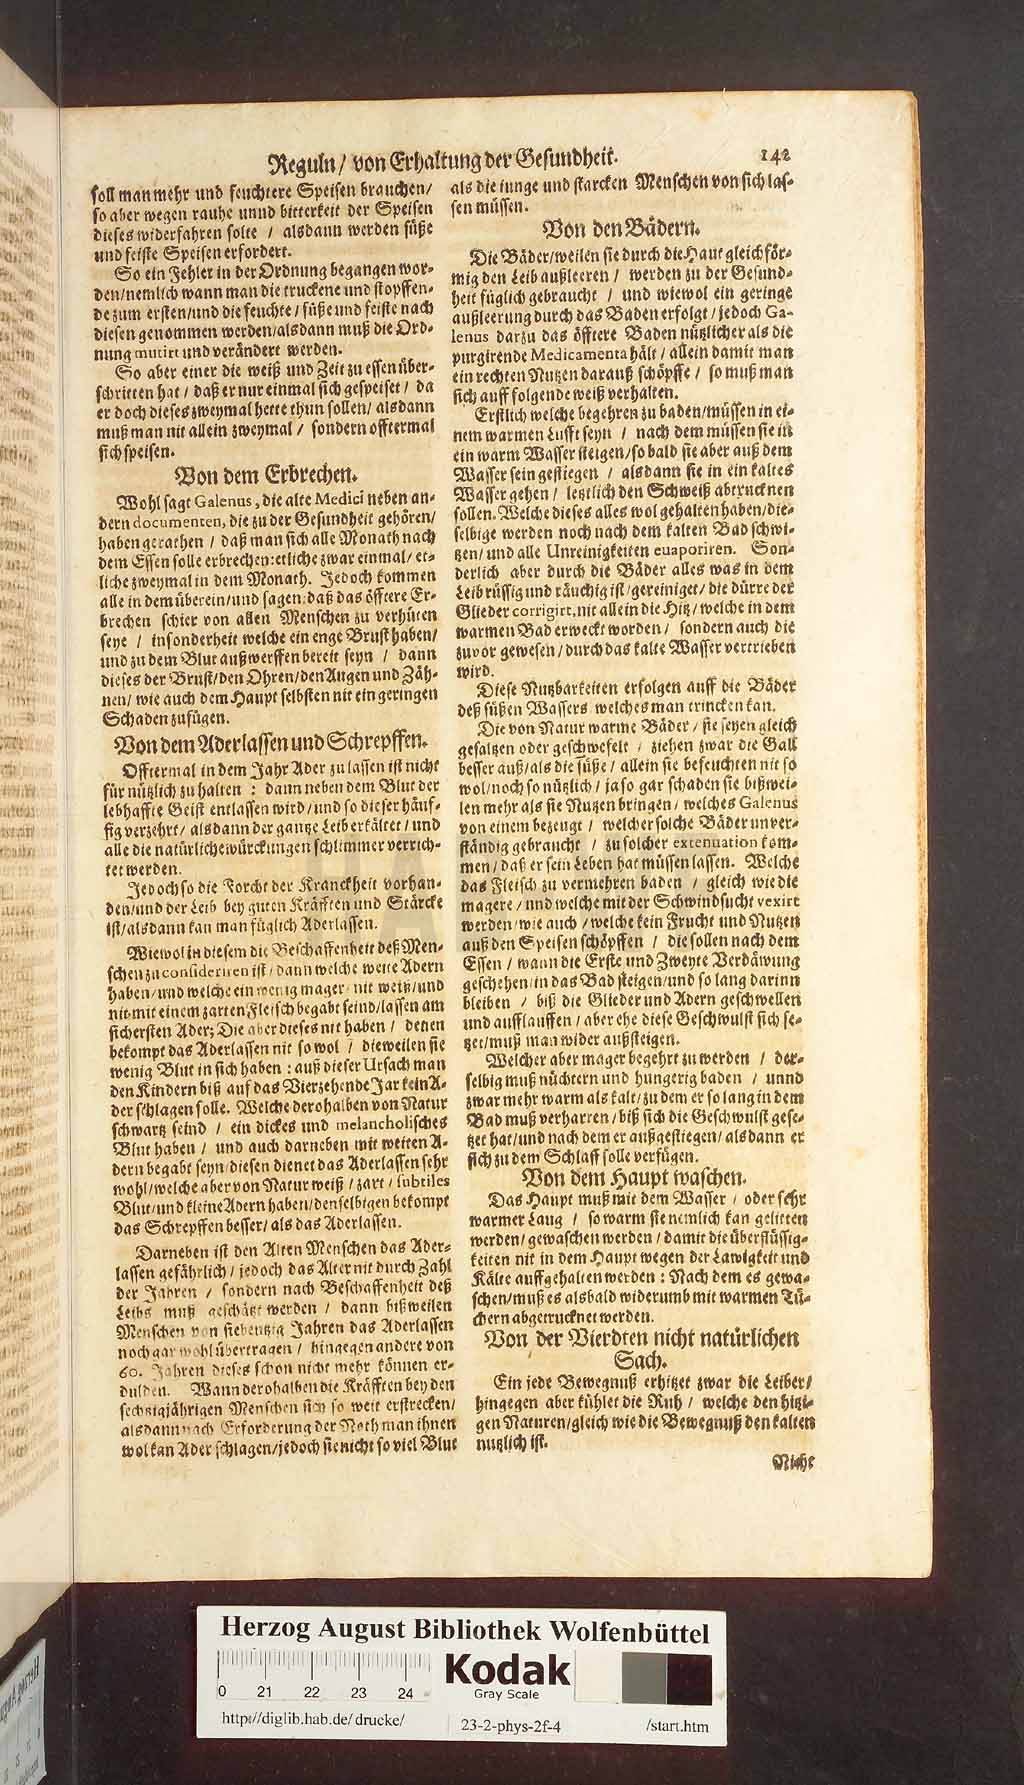 Reguln/ von Erhaltung der Gesundheit. 142
soll man mehr und feuchtere Speisen brauchen/
so aber wegen rauhe unnd bitterkeit der Speisen
dieses widerfahren solte / alsdann werden süße
und feiste Speisen erfordert.
So ein Fehler in der Ordnung begangen wor-
den/nemlich wann man die truckene und stopffen-
de zum ersten/und die feuchte / süße und feiste nach
diesen genommen werden/alsdann muß die Ord-
nung mutirt und verändert werden.
So aber einer die weiß und Zeit zu essen über-
schritten hat / daß er nur einmal sich gespeiset / da
er doch dieses zweymal hette thun sollen/ alsdann
muß man nit allein zweymal / sondern offtermal
sich speisen.
Von dem Erbrechen.
Wohl sagt Galenus, die alte Medici neben an-
dern documenten, die zu der Gesundheit gehören/
haben gerathen / daß man sich alle Monath nach
dem Essen solle erbrechen: etliche zwar einmal/ et-
liche zweymal in dem Monath. Jedoch kommen
alle in dem überein/und sagen: daß das öfftere Er-
brechen schier von allen Menschen zu verhüten
seye / insonderheit welche ein enge Brust haben/
und zu dem Blut außwerffen bereit seyn / dann
dieses der Brust/den Ohren/den Augen und Zäh-
nen/ wie auch dem Haupt selbsten nit ein geringen
Schaden zufügen.
Von dem Aderlassen und Schrepffen.
Offtermal in dem Jahr Ader zu lassen ist nicht
für nützlich zu halten : dann neben dem Blut der
lebhaffte Geist entlassen wird/und so dieser häuf-
fig verzehrt/ alsdann der gantze Leib erkältet / und
alle die natürliche würckungen schlimmer verrich-
tet werden.
Jedoch so die Forcht der Kranckheit vorhan-
den/und der Leib bey guten Kräfften und Stärcke
ist/alsdann kan man füglich Aderlassen.
Wiewol in diesem die Beschaffenheit deß Men-
schen zu consideriren ist / dann welche weite Adern
haben/und welche ein wenig mager nit weiß/und
nit mit einem zarten Fleisch begabt seind/lassen am
sichersten Ader; Die aber dieses nit haben / denen
bekompt das Aderlassen nit so wol / dieweilen sie
wenig Blut in sich haben : auß dieser Ursach man
den Kindern biß auf das Vierzehende Jar kein A-
der schlagen solle. Welche derohalben von Natur
schwartz seind / ein dickes und melancholisches
Blut haben / und auch darneben mit weiten A-
dern begabt seyn/diesen dienet das Aderlassen sehr
wohl/welche aber von Natur weiß / zart / subtiles
Blut/und kleine Adern haben/denselbigen bekompt
das Schrepffen besser/ als das Aderlassen.
Darneben ist den Alten Menschen das Ader-
lassen gefährlich/ jedoch das Alter nit durch Zahl
der Jahren / sondern nach Beschaffenheit deß
Leibs muß geschätzt werden / dann bißweilen
Menschen von siebentzig Jahren das Aderlassen
noch gar wohl übertragen / hingegen andere von
60. Jahren dieses schon nicht mehr können er-
dulden. Wann derohalben die Kräfften bey den
sechzigjährigen Menschen sich so weit erstrecken/
alsdann nach Erforderung der Noth man ihnen
wol kan Ader schlagen/jedoch sie nicht so viel Blut
als die junge und starcken Menschen von sich las-
sen müssen.
Von den Bädern.
Die Bäder/weilen sie durch die Haut gleichför-
mig den Leib außleeren / werden zu der Gesund-
heit füglich gebraucht / und wiewol ein geringe
außleerung durch das Baden erfolgt / jedoch Ga-
lenus darzu das öfftere Baden nützlicher als die
purgirende Medicamenta hält / allein damit man
ein rechten Nutzen darauß schöpffe / so muß man
sich auff folgende weiß verhalten.
Erstlich welche begehren zu baden/müssen in ei-
nem warmen Lufft seyn / nach dem müssen sie in
ein warm Wasser steigen/so bald sie aber auß dem
Wasser sein gestiegen / alsdann sie in ein kaltes
Wasser gehen / letzlich den Schweiß abtrucknen
sollen. Welche dieses alles wol gehalten haben/die-
selbige werden noch nach dem kalten Bad schwi-
tzen/und alle Unreinigkeiten euaporiren. Son-
derlich aber durch die Bäder alles was in dem
Leib rüssig und räuchig ist/gereiniget/ die dürre der
Glieder corrigirt, nit allein die Hitz / welche in dem
warmen Bad erweckt worden / sondern auch die
zuvor gewesen/durch das kalte Wasser vertrieben
wird.
Diese Nutzbarkeiten erfolgen auff die Bäder
deß süßen Wassers welches man trincken kan.
Die von Natur warme Bäder / sie seyen gleich
gesaltzen oder geschwefelt / ziehen zwar die Gall
besser auß/als die süße / allein sie befeuchten nit so
wol/noch so nützlich / ja so gar schaden sie bißwei-
len mehr als sie Nutzen bringen / welches Galenus
von einem bezeugt / welcher solche Bäder unver-
ständig gebraucht / zu solcher extenuation kom-
men / daß er sein Leben hat müssen lassen. Welche
das Fleisch zu vermehren baden / gleich wie die
magere / und welche mit der Schwindsucht vexirt
werden/wie auch / welche kein Frucht und Nutzen
auß den Speisen schöpffen / die sollen nach dem
Essen / wann die Erste und Zweyte Verdäwung
geschehen/in das Bad steigen/und so lang darinn
bleiben / biß die Glieder und Adern geschwellen
und aufflauffen / aber ehe diese Geschwulst sich se-
tzet/muß man wider außsteigen.
Welcher aber mager begehrt zu werden / der-
selbig muß nüchtern und hungerig baden / unnd
zwar mehr warm als kalt/ zu dem er so lang in dem
Bad muß verharren / biß sich die Geschwulst gese-
tzet hat/und nach dem er außgestiegen/ alsdann er
sich zu dem Schlaff solle verfügen.
Von dem Haupt waschen.
Das Haupt muß mit dem Wasser / oder sehr
warmer Laug / so warm sie nemlich kan gelitten
werden/ gewaschen werden / damit die überflüssig-
keiten nit in dem Haupt wegen der Lawigkeit und
Kälte auffgehalten werden : Nach dem es gewa-
schen/muß es alsbald widerumb mit warmen Tü-
chern abgetrucknet werden.
Von der Vierdten nicht natürlichen
Sach.
Ein jede Bewegnuß erhitzet zwar die Leiber/
hingegen aber kühlet die Ruh / welche den hitzi-
gen Naturen/gleich wie die Bewegnuß den kalten
nutzlich ist.
Nicht
Herzog August Bibliothek Wolfenbüttel
0 21 22 23 24
Kodak
Gray Scale
http://diglib.hab.de/drucke/ 23-2-phys-2f-4 /start.htm